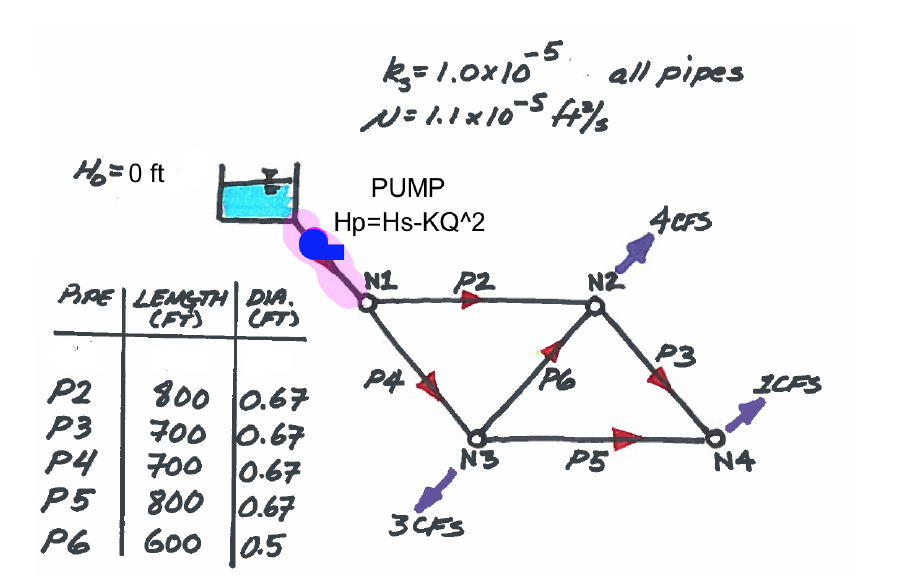 ks=1.0x10^-5 all pipes
ν=1.1x10^-5 ft²/s
H₀=0 ft
PUMP
Hp=Hs-KQ^2
4CFS
N1 P2 N2
PIPE LENGTH (FT) DIA. (FT)
P4 P6 P3
1CFS
N3 P5 N4
3CFS
P2 800 0.67
P3 700 0.67
P4 700 0.67
P5 800 0.67
P6 600 0.5